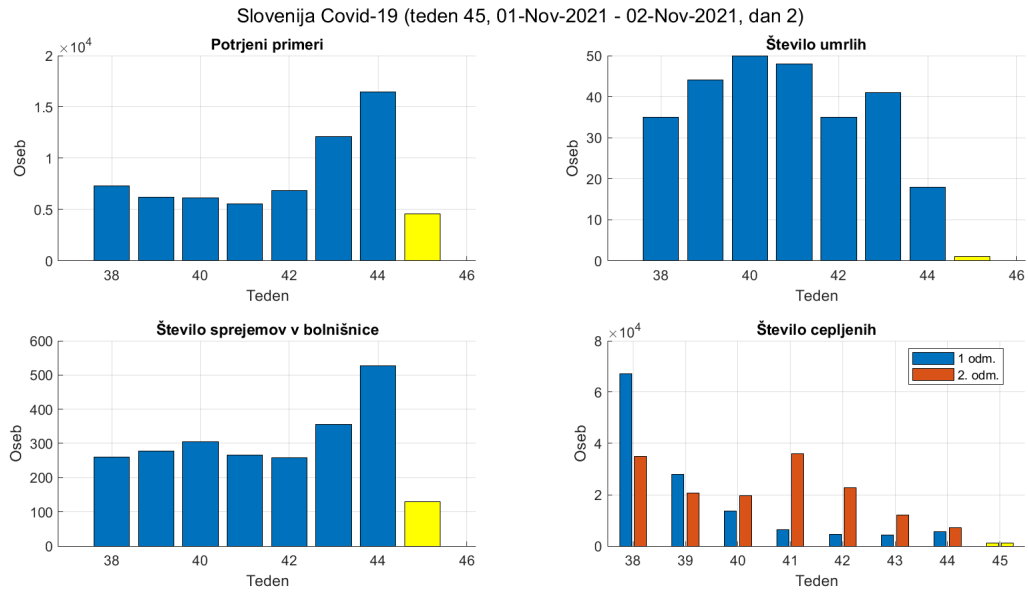 Slovenija Covid-19 (teden 45, 01-Nov-2021 - 02-Nov-2021, dan 2)
Potrjeni primeri
×10⁴
2
1.5
1
0.5
0
Oseb
38 40 42 44 46
Teden
Število umrlih
50
40
30
20
10
0
Oseb
38 40 42 44 46
Teden
Število sprejemov v bolnišnice
600
500
400
300
200
100
0
Oseb
38 40 42 44 46
Teden
Število cepljenih
×10⁴
8
6
4
2
0
Oseb
1 odm.
2. odm.
38 39 40 41 42 43 44 45
Teden